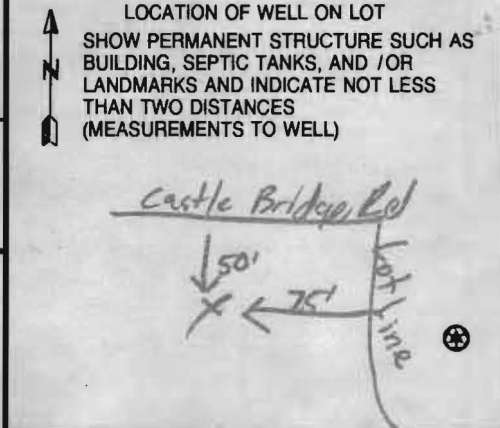 LOCATION OF WELL ON LOT
SHOW PERMANENT STRUCTURE SUCH AS
N
BUILDING, SEPTIC TANKS, AND / OR
LANDMARKS AND INDICATE NOT LESS
THAN TWO DISTANCES
(MEASUREMENTS TO WELL)
Castle Bridge Rd
50'
75'
Lot Line